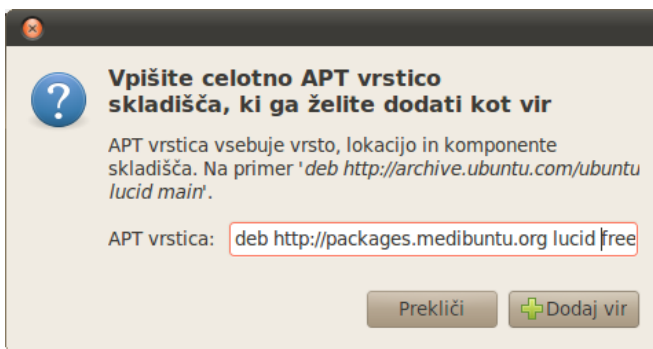 Vpišite celotno APT vrstico
skladišča, ki ga želite dodati kot vir
APT vrstica vsebuje vrsto, lokacijo in komponente
skladišča. Na primer 'deb http://archive.ubuntu.com/ubuntu
lucid main'.
APT vrstica: deb http://packages.medibuntu.org lucid free
Prekliči Dodaj vir